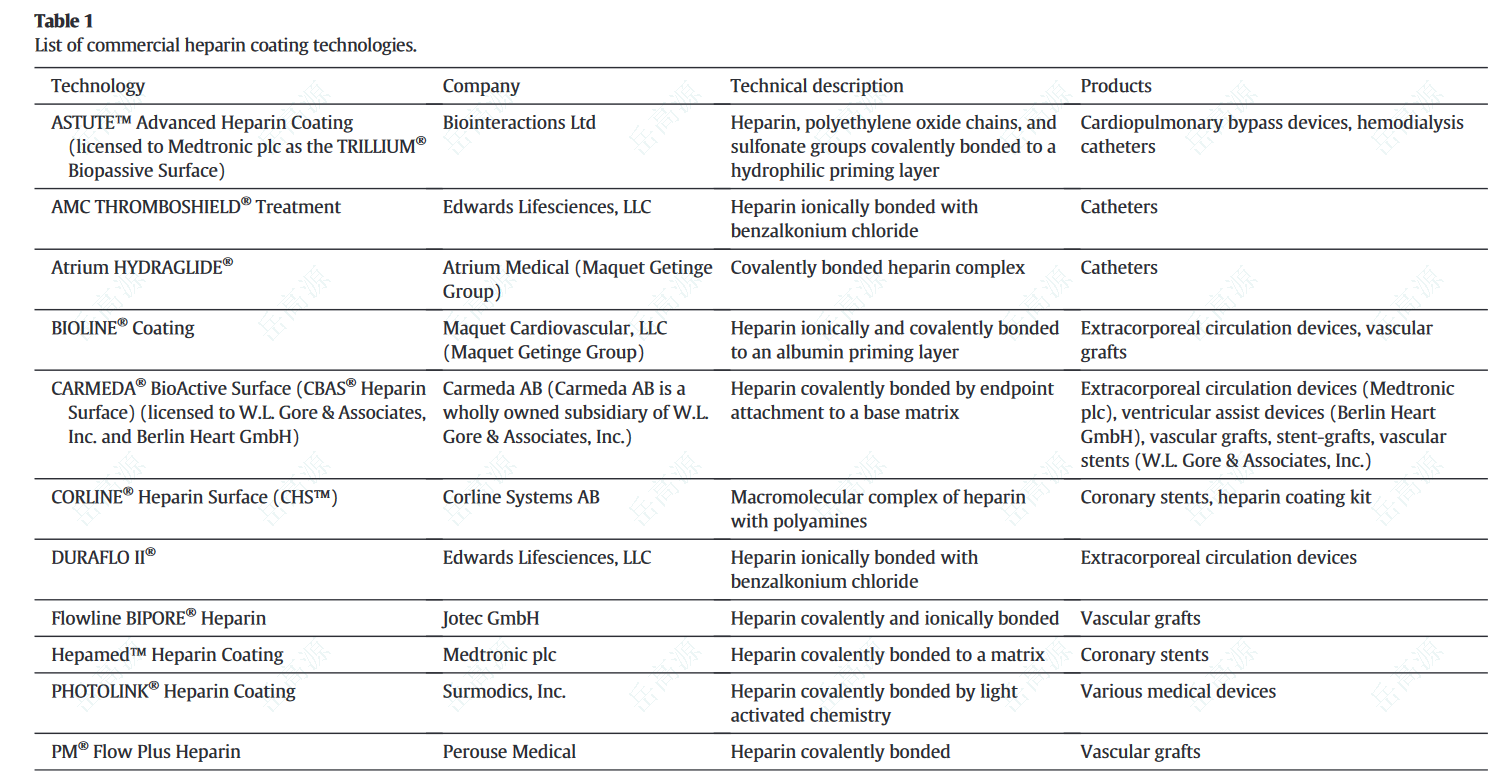 Table 1
List of commercial heparin coating technologies.
Technology Company Technical description Products
ASTUTE™ Advanced Heparin Coating Biointeractions Ltd Heparin, polyethylene oxide chains, and Cardiopulmonary bypass devices, hemodialysis
(licensed to Medtronic plc as the TRILLIUM® sulfonate groups covalently bonded to a catheters
Biopassive Surface) hydrophilic priming layer
AMC THROMBOSHIELD® Treatment Edwards Lifesciences, LLC Heparin ionically bonded with Catheters
benzalkonium chloride
Atrium HYDRAGLIDE® Atrium Medical (Maquet Getinge Covalently bonded heparin complex Catheters
Group)
BIOLINE® Coating Maquet Cardiovascular, LLC Heparin ionically and covalently bonded Extracorporeal circulation devices, vascular
(Maquet Getinge Group) to an albumin priming layer grafts
CARMEDA® BioActive Surface (CBAS® Heparin Carmeda AB (Carmeda AB is a Heparin covalently bonded by endpoint Extracorporeal circulation devices (Medtronic
Surface) (licensed to W.L. Gore & Associates, wholly owned subsidiary of W.L. attachment to a base matrix plc), ventricular assist devices (Berlin Heart
Inc. and Berlin Heart GmbH) Gore & Associates, Inc.) GmbH), vascular grafts, stent-grafts, vascular
stents (W.L. Gore & Associates, Inc.)
CORLINE® Heparin Surface (CHS™) Corline Systems AB Macromolecular complex of heparin Coronary stents, heparin coating kit
with polyamines
DURAFLO II® Edwards Lifesciences, LLC Heparin ionically bonded with Extracorporeal circulation devices
benzalkonium chloride
Flowline BIPORE® Heparin Jotec GmbH Heparin covalently and ionically bonded Vascular grafts
Hepamed™ Heparin Coating Medtronic plc Heparin covalently bonded to a matrix Coronary stents
PHOTOLINK® Heparin Coating Surmodics, Inc. Heparin covalently bonded by light Various medical devices
activated chemistry
PM® Flow Plus Heparin Perouse Medical Heparin covalently bonded Vascular grafts